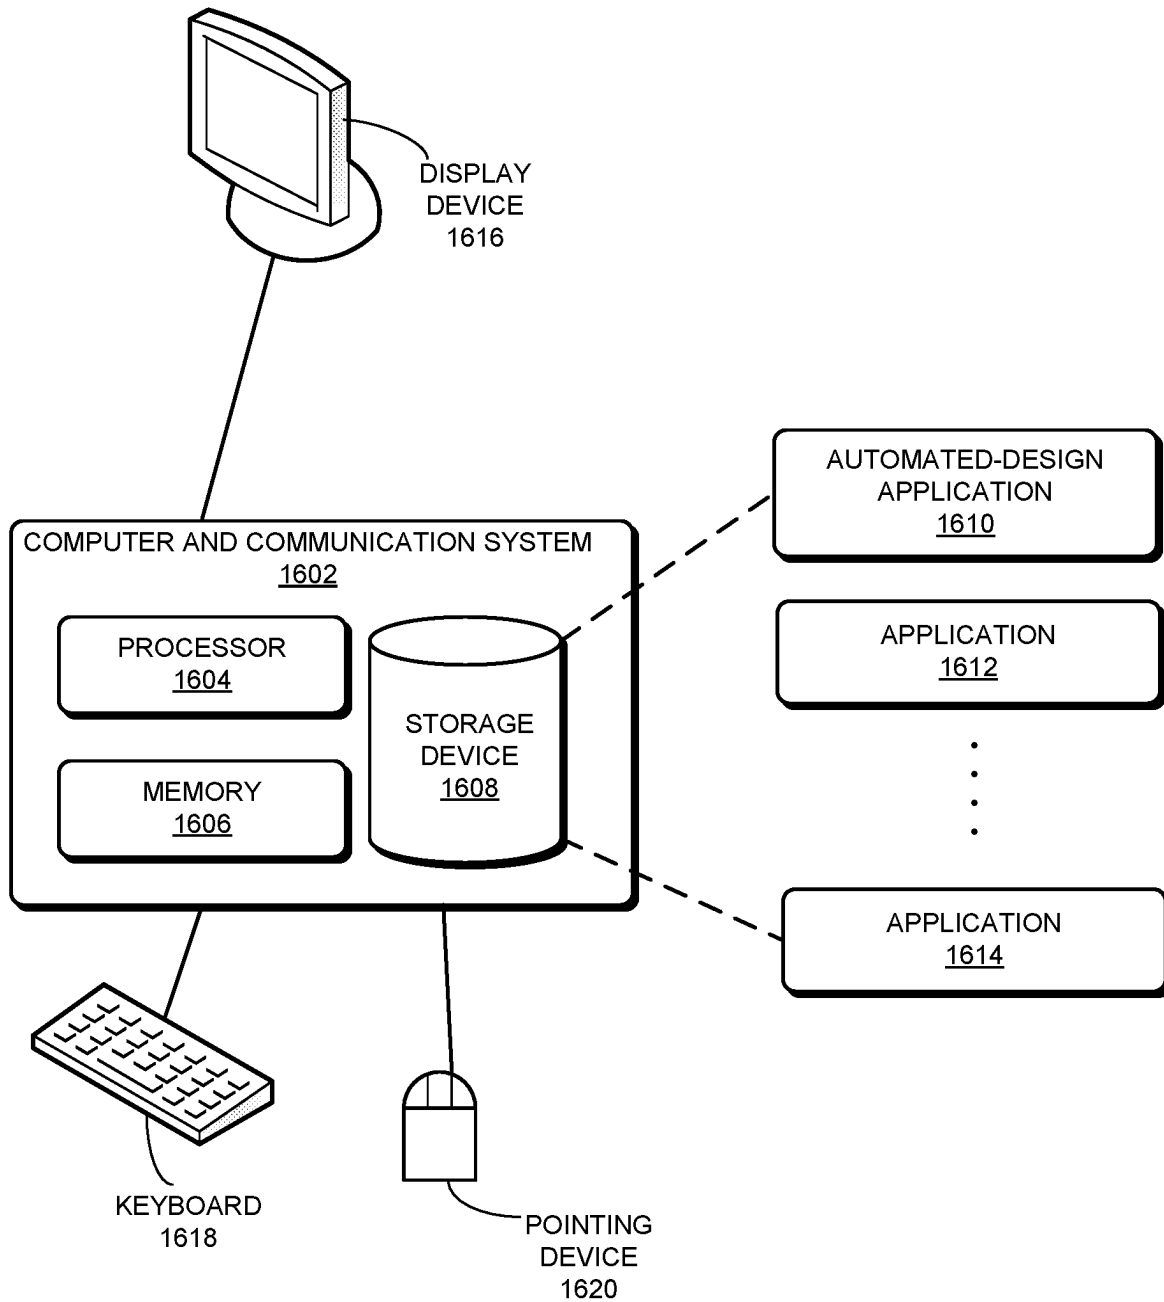 DISPLAY
DEVICE
1616
COMPUTER AND COMMUNICATION SYSTEM
1602
PROCESSOR
1604
MEMORY
1606
STORAGE
DEVICE
1608
AUTOMATED-DESIGN
APPLICATION
1610
APPLICATION
1612
APPLICATION
1614
KEYBOARD
1618
POINTING
DEVICE
1620